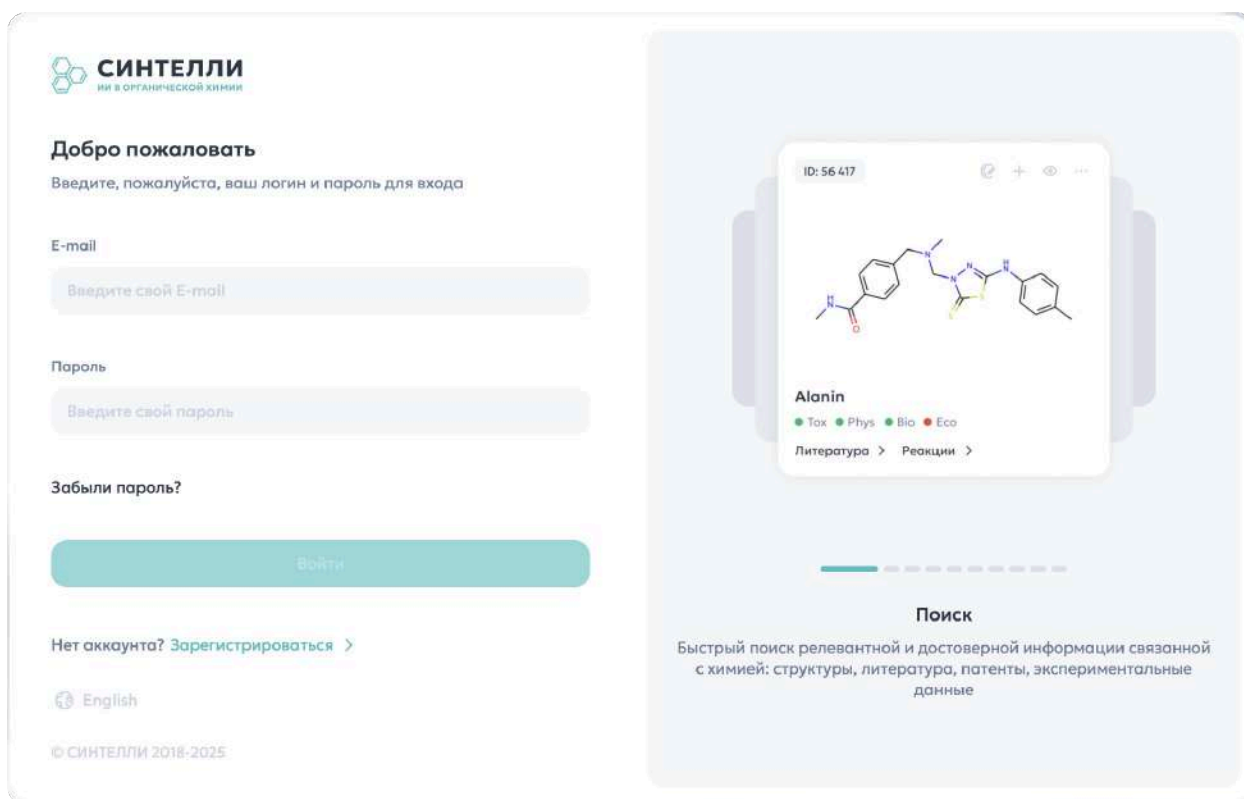 СИНТЕЛЛИ
ИИ В ОРГАНИЧЕСКОЙ ХИМИИ
Добро пожаловать
Введите, пожалуйста, ваш логин и пароль для входа
E-mail
Введите свой E-mail
Пароль
Введите свой пароль
Забыли пароль?
Войти
Нет аккаунта? Зарегистрироваться >
English
© СИНТЕЛЛИ 2018-2025
ID: 56 417
N
N
N
H
N
S
S
H
N
O
Alanin
Tox Phys Bio Eco
Литература > Реакции >
Поиск
Быстрый поиск релевантной и достоверной информации связанной
с химией: структуры, литература, патенты, экспериментальные
данные